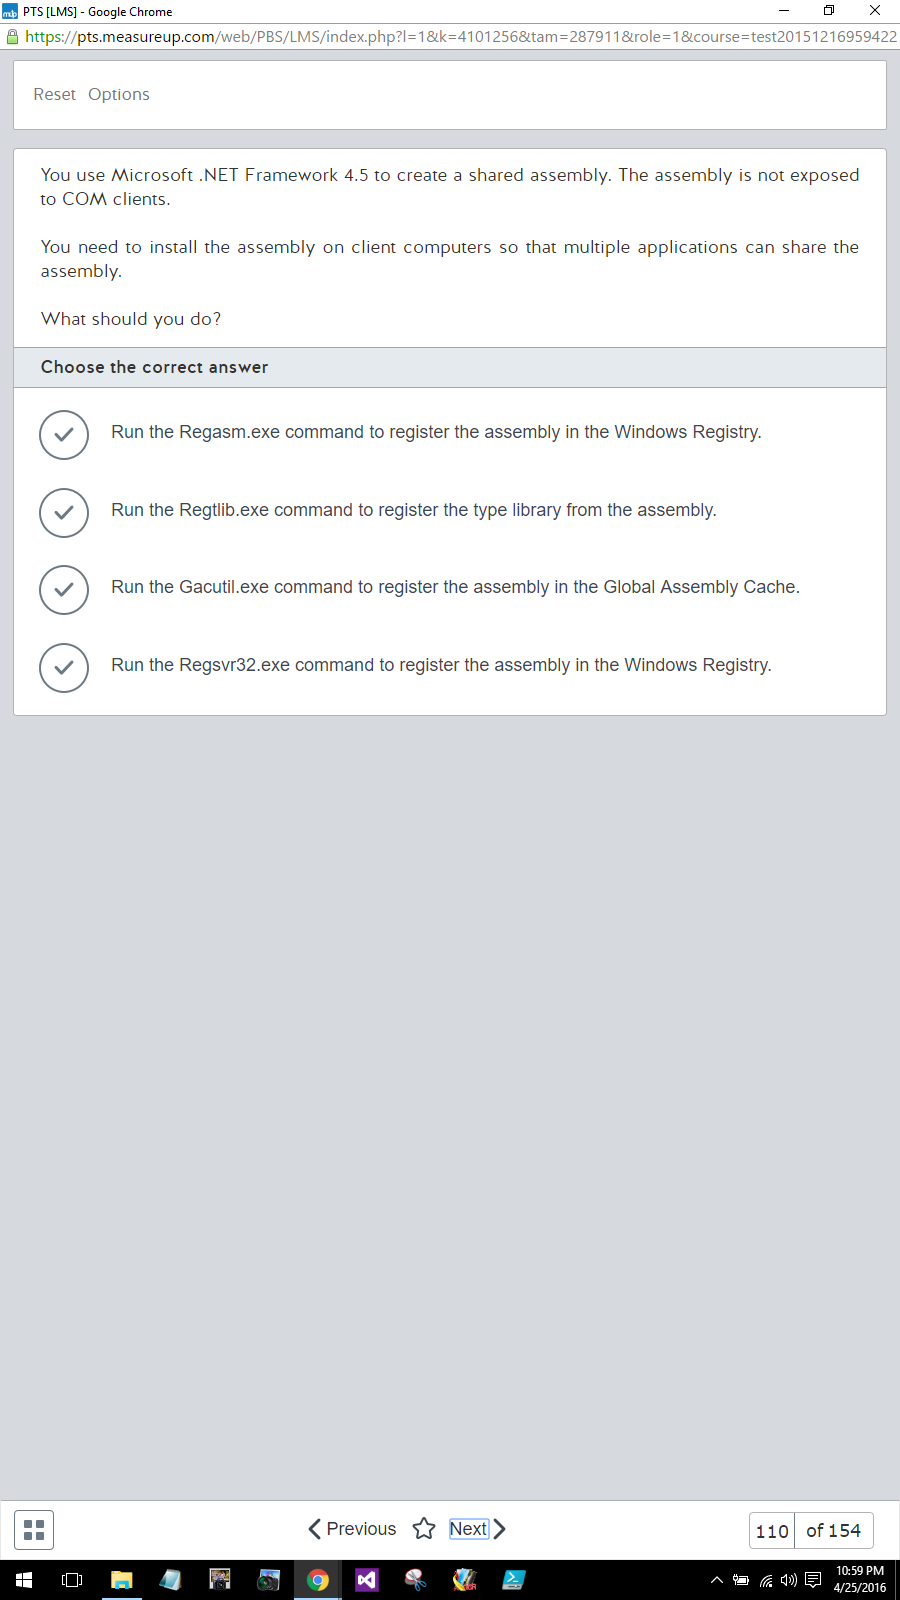 PTS [LMS] - Google Chrome
https://pts.measureup.com/web/PBS/LMS/index.php?l=1&k=4101256&tam=287911&role=1&course=test20151216959422
Reset Options
You use Microsoft .NET Framework 4.5 to create a shared assembly. The assembly is not exposed
to COM clients.
You need to install the assembly on client computers so that multiple applications can share the
assembly.
What should you do?
Choose the correct answer
Run the Regasm.exe command to register the assembly in the Windows Registry.
Run the Regtlib.exe command to register the type library from the assembly.
Run the Gacutil.exe command to register the assembly in the Global Assembly Cache.
Run the Regsvr32.exe command to register the assembly in the Windows Registry.
Previous Next 110 of 154
10:59 PM
4/25/2016